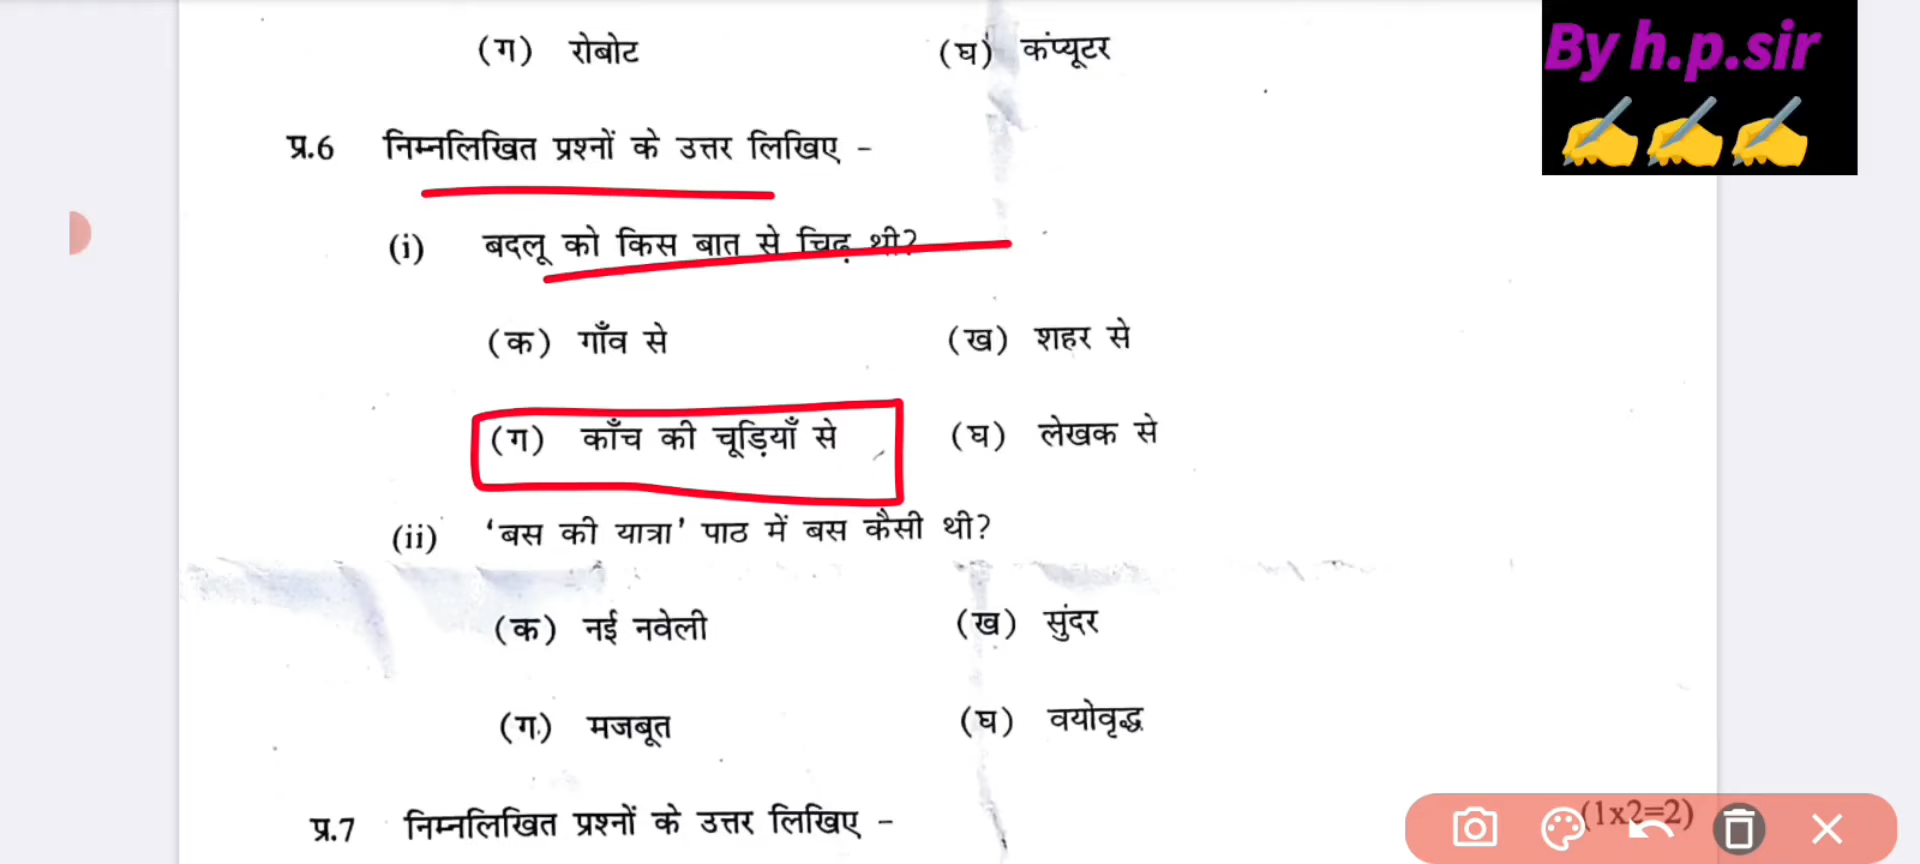 (ग) रोबोट (घ) कंप्यूटर
By h.p.sir
प्र.6 निम्नलिखित प्रश्नों के उत्तर लिखिए -
(i) बदलू को किस बात से चिढ़ थी?
(क) गाँव से (ख) शहर से
(ग) काँच की चूड़ियाँ से (घ) लेखक से
(ii) 'बस की यात्रा' पाठ में बस कैसी थी?
(क) नई नवेली (ख) सुंदर
(ग) मजबूत (घ) वयोवृद्ध
प्र.7 निम्नलिखित प्रश्नों के उत्तर लिखिए - (1x2=2)